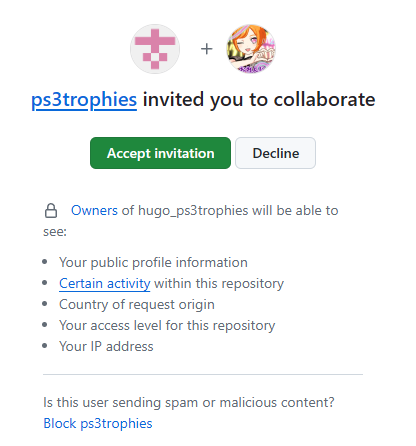 +
ps3trophies invited you to collaborate
Accept invitation
Decline
Owners of hugo_ps3trophies will be able to
see:
Your public profile information
Certain activity within this repository
Country of request origin
Your access level for this repository
Your IP address
Is this user sending spam or malicious content?
Block ps3trophies